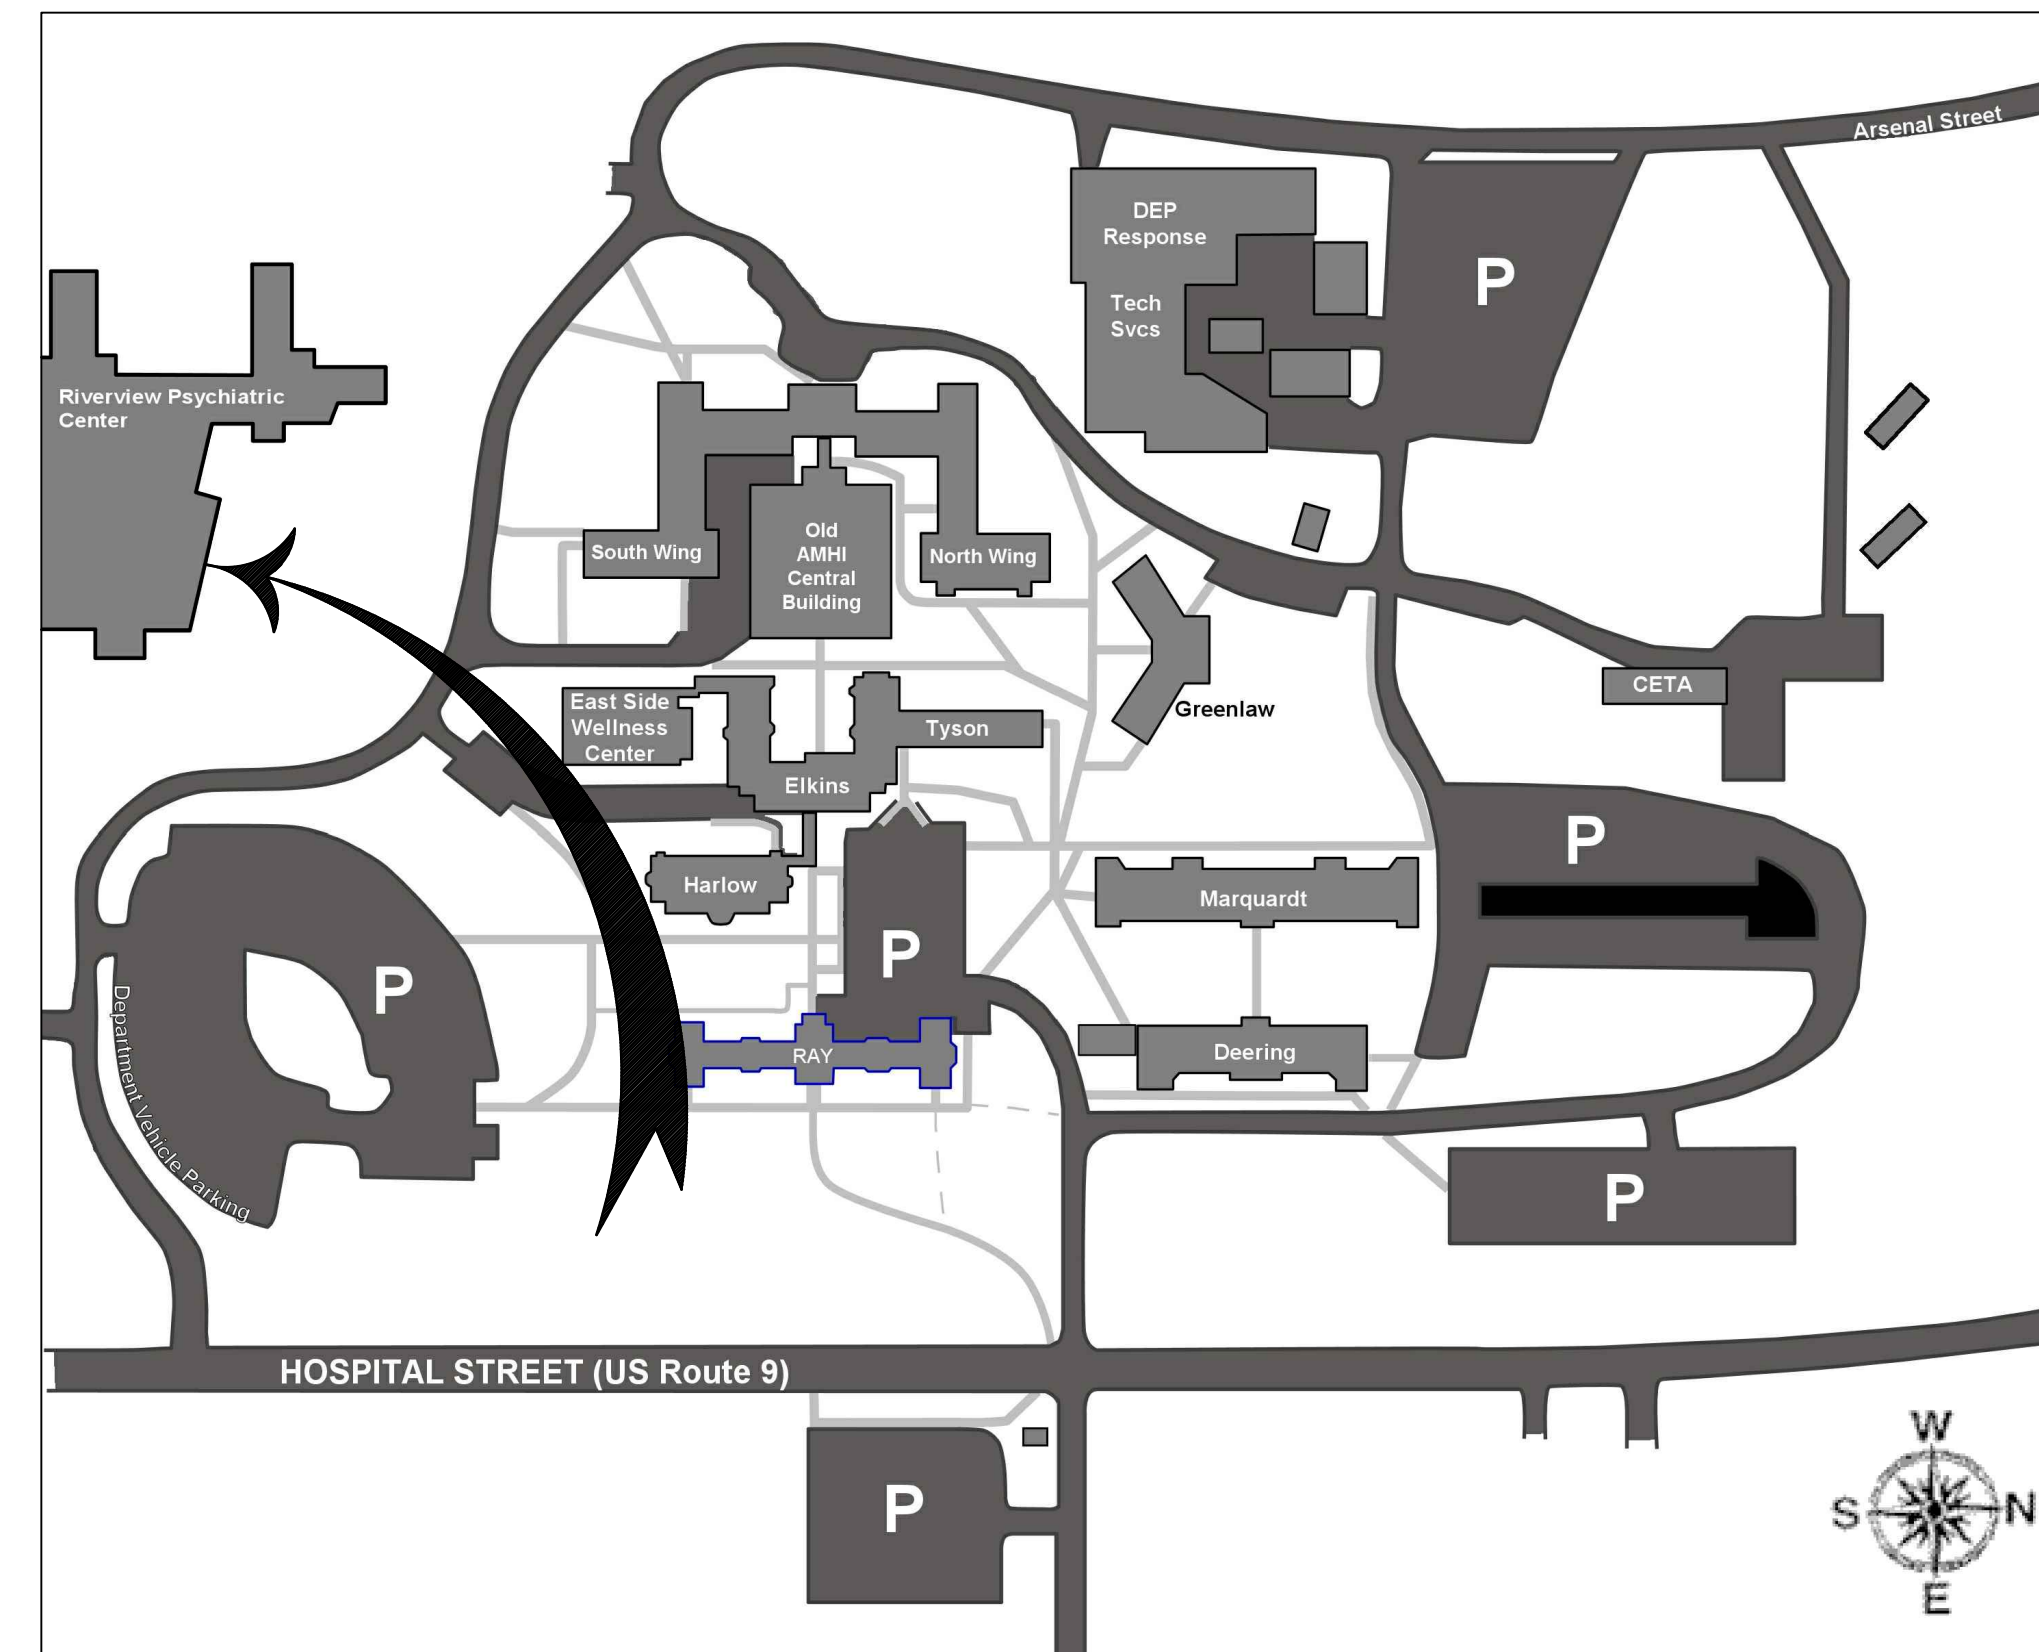 Arsenal Street
DEP
Response
Tech
Svcs
P
Riverview Psychiatric
Center
Old
AMHI
Central
Building
South Wing
North Wing
East Side
Wellness
Center
Tyson
Greenlaw
CETA
Elkins
P
Harlow
Marquardt
P
P
Department Vehicle Parking
RAY
Deering
P
HOSPITAL STREET (US Route 9)
P
W
S
N
E